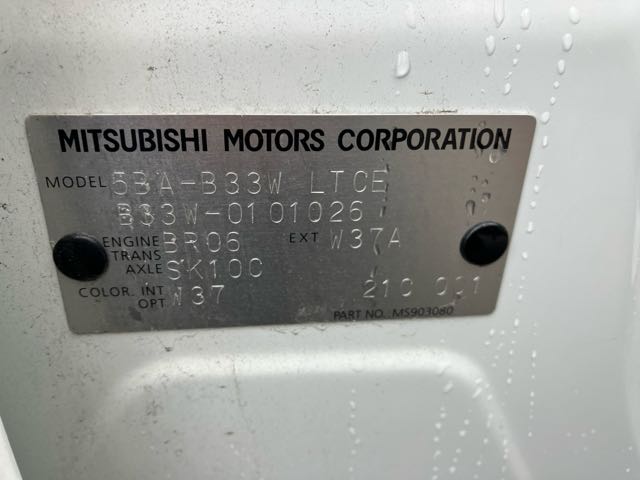 MITSUBISHI MOTORS CORPORATION
MODEL 5BA-B33W LTCE
B33W-0101026
ENGINE BR06 EXT W37A
TRANS AXLE SK10C
COLOR. INT OPT W37 21C 001
PART NO. MS903080